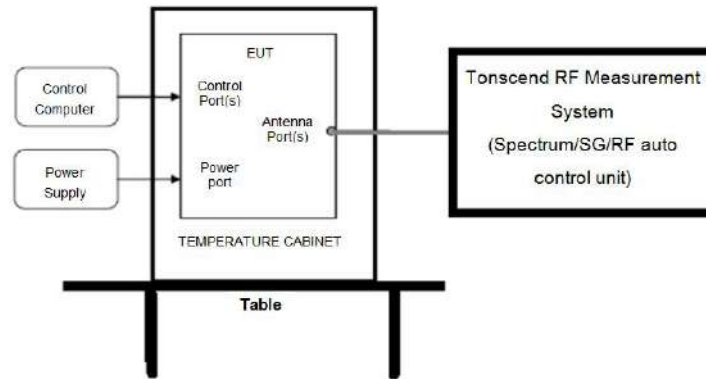 EUT
Control
Computer
Control
Port(s)
Antenna
Port(s)
Power
Supply
Power
port
TEMPERATURE CABINET
Table
Tonscend RF Measurement
System
(Spectrum/SG/RF auto
control unit)